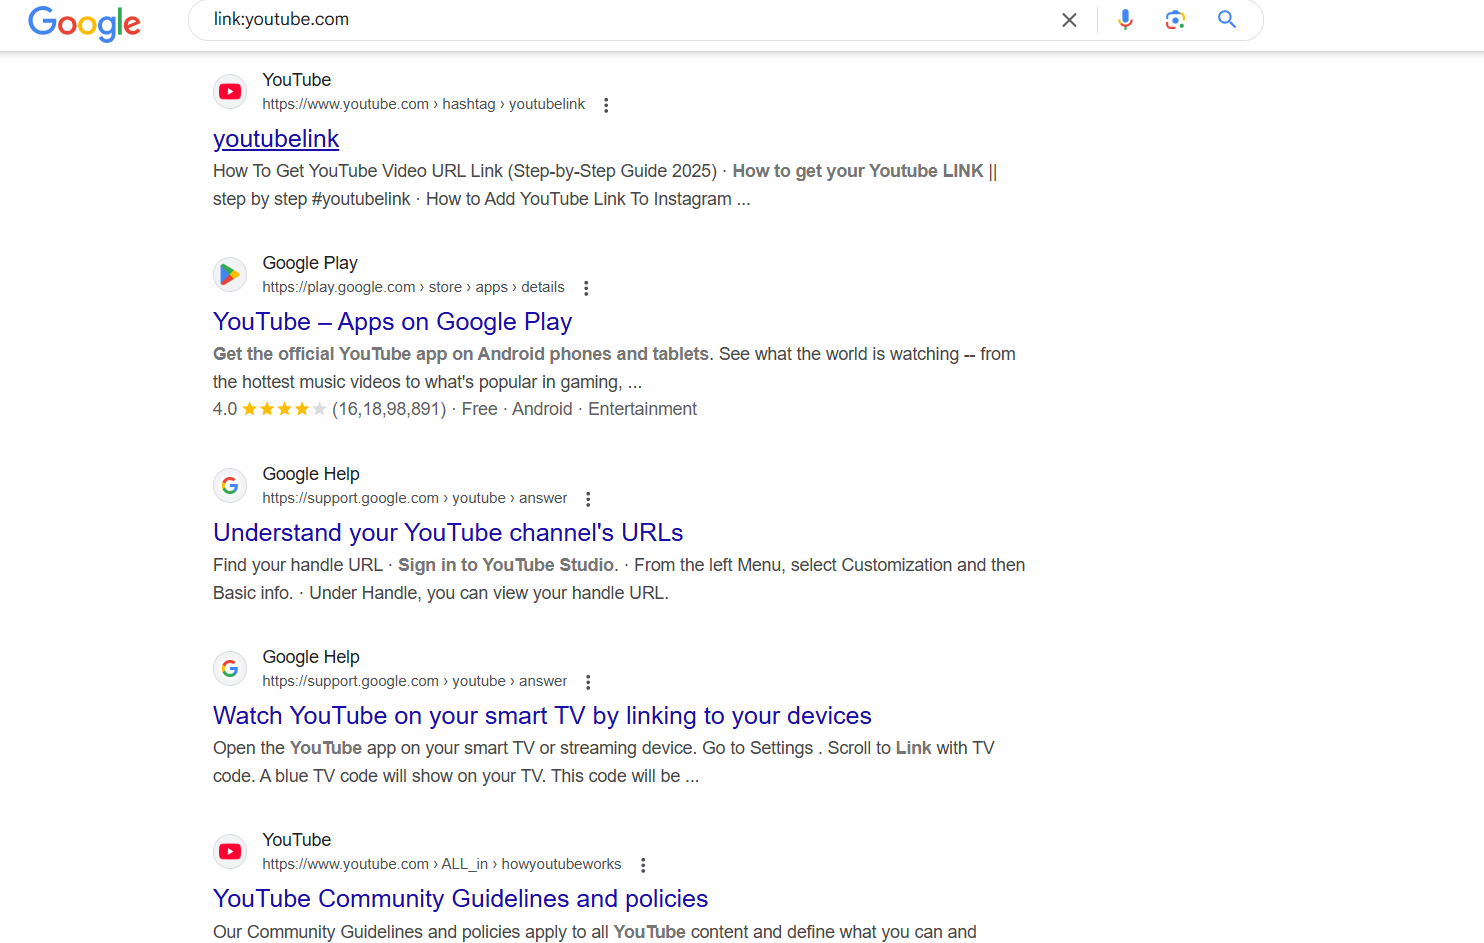 Google
link:youtube.com
YouTube
https://www.youtube.com › hashtag › youtubelink
youtubelink
How To Get YouTube Video URL Link (Step-by-Step Guide 2025) · How to get your Youtube LINK ||
step by step #youtubelink · How to Add YouTube Link To Instagram ...
Google Play
https://play.google.com › store › apps › details
YouTube – Apps on Google Play
Get the official YouTube app on Android phones and tablets. See what the world is watching -- from
the hottest music videos to what's popular in gaming, ...
4.0 (16,18,98,891) · Free · Android · Entertainment
Google Help
https://support.google.com › youtube › answer
Understand your YouTube channel's URLs
Find your handle URL · Sign in to YouTube Studio. · From the left Menu, select Customization and then
Basic info. · Under Handle, you can view your handle URL.
Google Help
https://support.google.com › youtube › answer
Watch YouTube on your smart TV by linking to your devices
Open the YouTube app on your smart TV or streaming device. Go to Settings . Scroll to Link with TV
code. A blue TV code will show on your TV. This code will be ...
YouTube
https://www.youtube.com › ALL_in › howyoutubeworks
YouTube Community Guidelines and policies
Our Community Guidelines and policies apply to all YouTube content and define what you can and